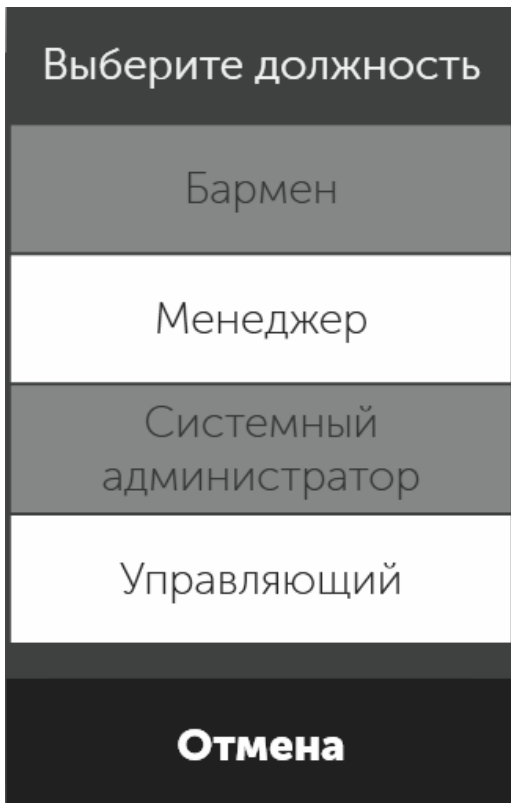 Выберите должность
Бармен
Менеджер
Системный
администратор
Управляющий
Отмена